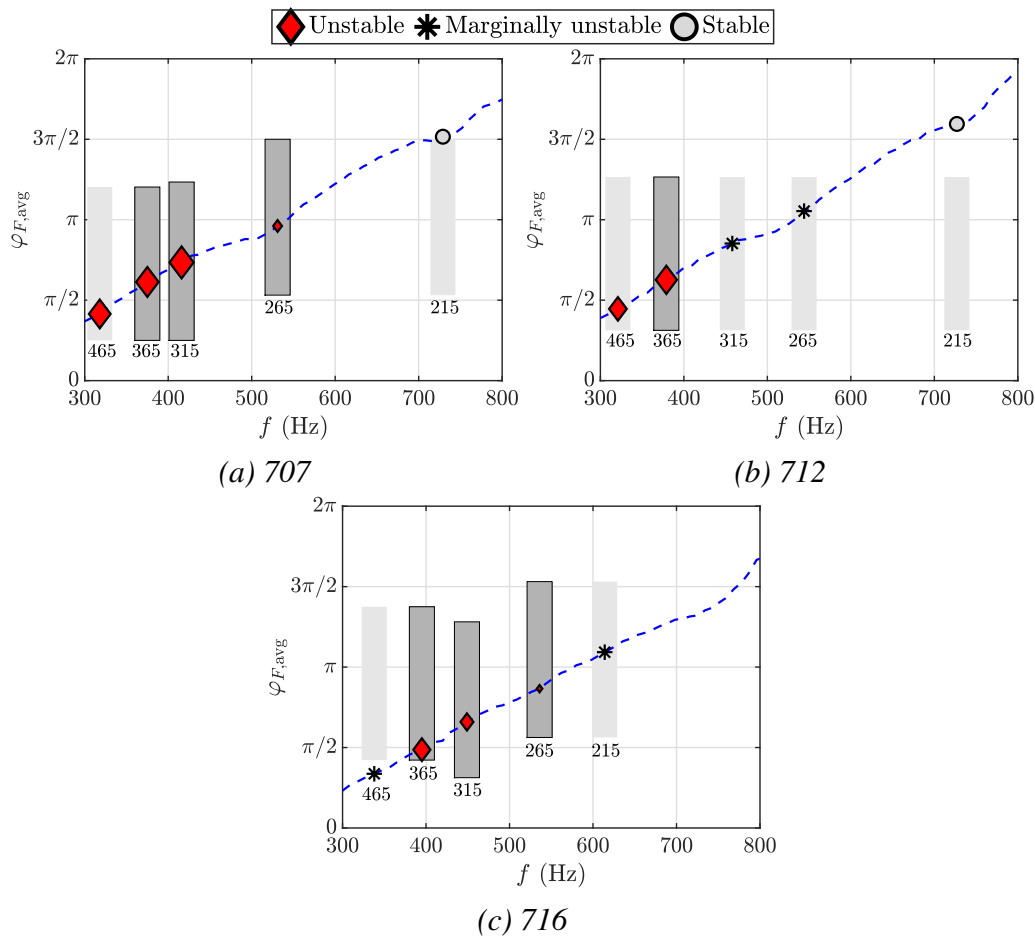 Unstable Marginally unstable Stable
2π 2π
3π/2 3π/2
π π
π/2 π/2
0 0
φF,avg φF,avg
465 365 315 265 215
465 365 315 265 215
300 400 500 600 700 800
300 400 500 600 700 800
f (Hz) f (Hz)
(a) 707 (b) 712
2π
3π/2
π
π/2
0
φF,avg
465 365 315 265 215
300 400 500 600 700 800
f (Hz)
(c) 716